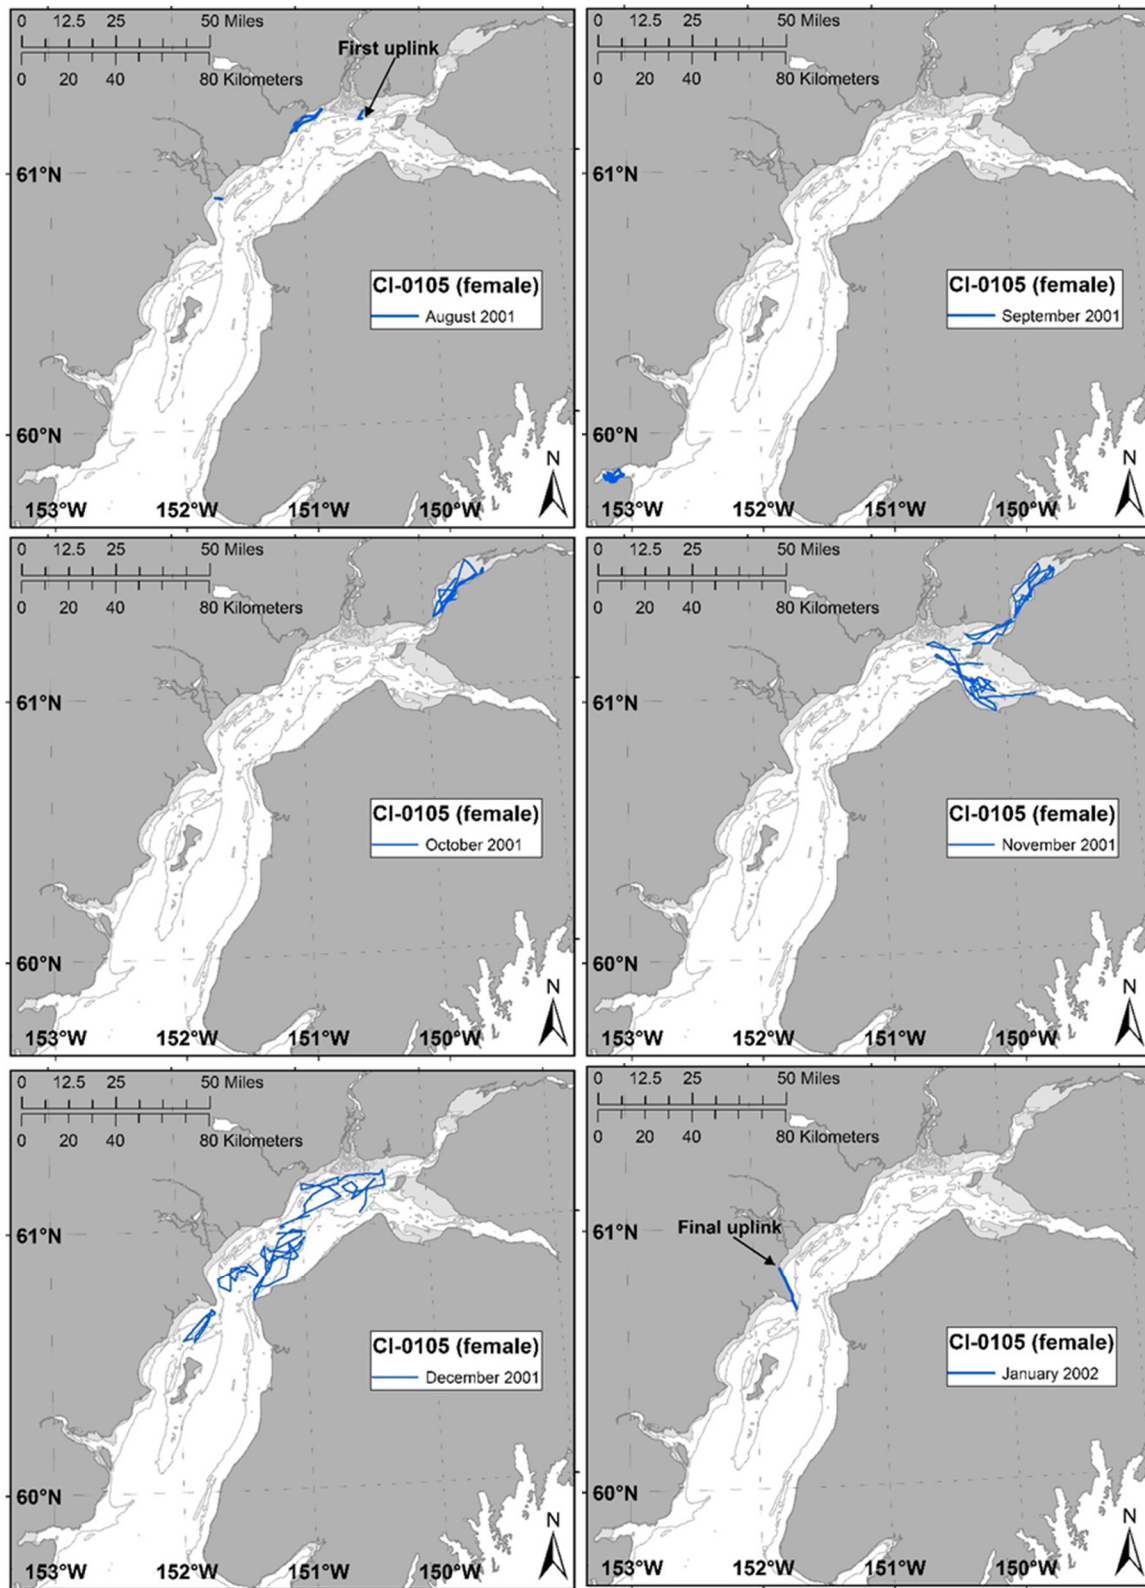 0 12.5 25 50 Miles
0 20 40 80 Kilometers
First uplink
61°N
CI-0105 (female)
August 2001
60°N
N
153°W 152°W 151°W 150°W
0 12.5 25 50 Miles
0 20 40 80 Kilometers
61°N
CI-0105 (female)
September 2001
60°N
N
153°W 152°W 151°W 150°W
0 12.5 25 50 Miles
0 20 40 80 Kilometers
61°N
CI-0105 (female)
October 2001
60°N
N
153°W 152°W 151°W 150°W
0 12.5 25 50 Miles
0 20 40 80 Kilometers
61°N
CI-0105 (female)
November 2001
60°N
N
153°W 152°W 151°W 150°W
0 12.5 25 50 Miles
0 20 40 80 Kilometers
61°N
CI-0105 (female)
December 2001
60°N
N
153°W 152°W 151°W 150°W
0 12.5 25 50 Miles
0 20 40 80 Kilometers
61°N
Final uplink
CI-0105 (female)
January 2002
60°N
N
153°W 152°W 151°W 150°W